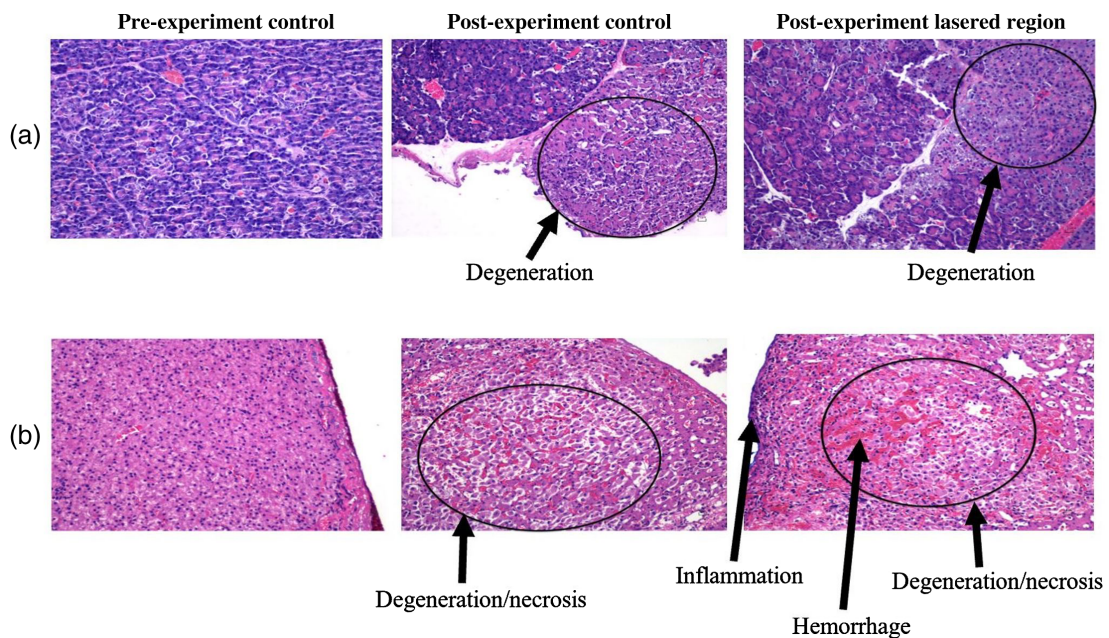 Pre-experiment control
Post-experiment control
Post-experiment lasered region
(a)
Degeneration
Degeneration
(b)
Degeneration/necrosis
Inflammation
Hemorrhage
Degeneration/necrosis